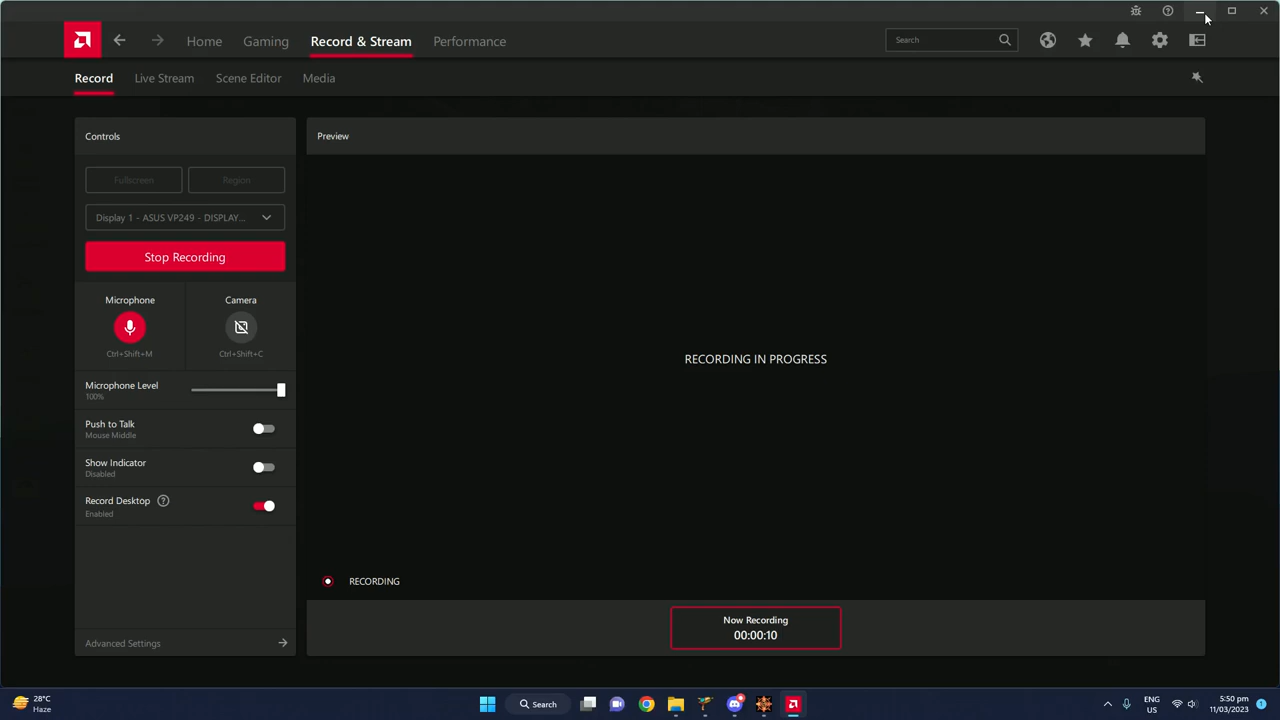 Home
Gaming
Record & Stream
Performance
Search
Record
Live Stream
Scene Editor
Media
Controls
Fullscreen
Region
Display 1 - ASUS VP249 - DISPLAY...
Stop Recording
Microphone
Camera
Ctrl+Shift+M
Ctrl+Shift+C
Microphone Level
100%
Push to Talk
Mouse Middle
Show Indicator
Disabled
Record Desktop
Enabled
Advanced Settings
Preview
RECORDING IN PROGRESS
RECORDING
Now Recording
00:00:10
28°C
Haze
Search
ENG
US
5:50 pm
11/03/2023